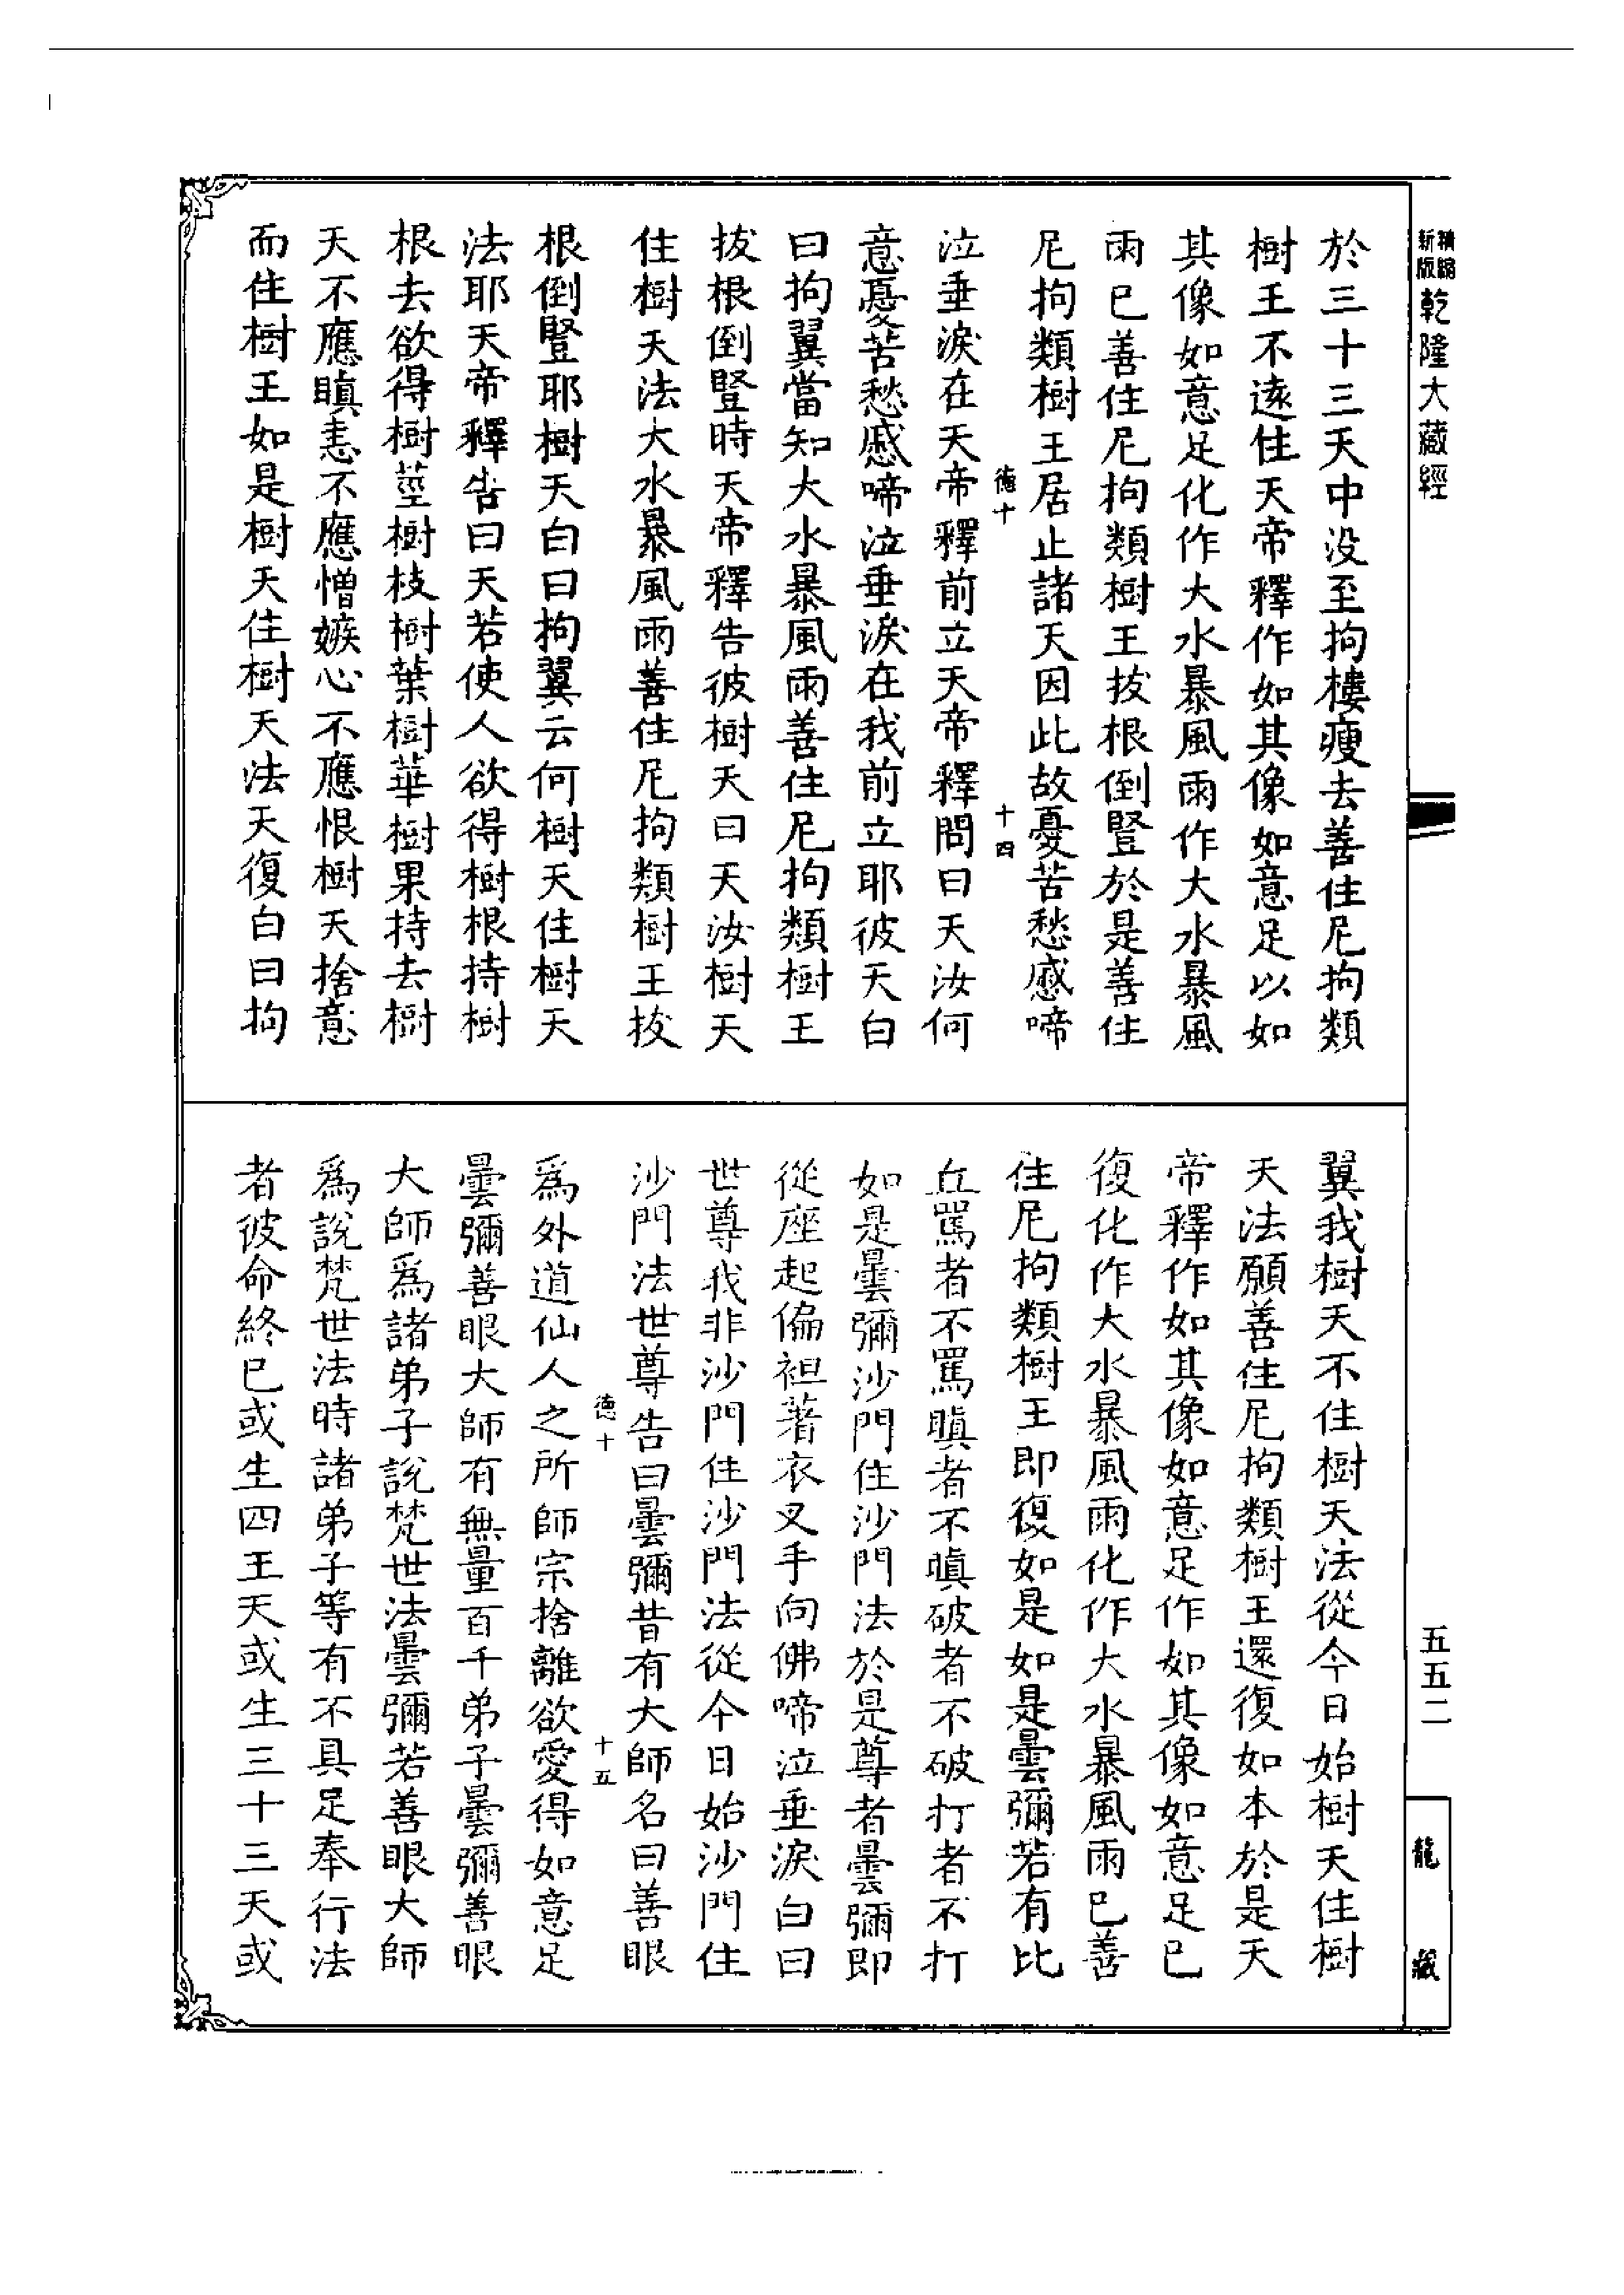 精縮
新版
乾隆大藏經
於三十三天中没至拘樓瘦去善住尼拘類
樹王不遠住天帝釋作如其像如意足以如
其像如意足化作大水暴風雨作大水暴風
雨已善住尼拘類樹王拔根倒豎於是善住
尼拘類樹王居止諸天因此故憂苦愁慼啼
德十 十四
泣垂淚在天帝釋前立天帝釋問曰天汝何
意憂苦愁慼啼泣垂淚在我前立耶彼天白
曰拘翼當知大水暴風雨善住尼拘類樹王
拔根倒豎時天帝釋告彼樹天曰天汝樹天
住樹天法大水暴風雨善住尼拘類樹王拔
根倒豎耶樹天白曰拘翼云何樹天住樹天
法耶天帝釋告曰天若使人欲得樹根持樹
根去欲得樹莖樹枝樹葉樹華樹果持去樹
天不應瞋恚不應憎嫉心不應恨樹天捨意
而住樹王如是樹天住樹天法天復白曰拘
翼我樹天不住樹天法從今日始樹天住樹
天法願善住尼拘類樹王還復如本於是天
帝釋作如其像如意足作如其像如意足已
復化作大水暴風雨化作大水暴風雨已善
住尼拘類樹王即復如是如是曇彌若有比
丘罵者不罵瞋者不瞋破者不破打者不打
如是曇彌沙門住沙門法於是尊者曇彌即
從座起偏袒著衣叉手向佛啼泣垂淚白曰
世尊我非沙門住沙門法從今日始沙門住
沙門法世尊告曰曇彌昔有大師名曰善眼
德十 十五
爲外道仙人之所師宗捨離欲愛得如意足
曇彌善眼大師有無量百千弟子曇彌善眼
大師爲諸弟子說梵世法曇彌若善眼大師
爲說梵世法時諸弟子等有不具足奉行法
者彼命終已或生四王天或生三十三天或
五五二
龍藏